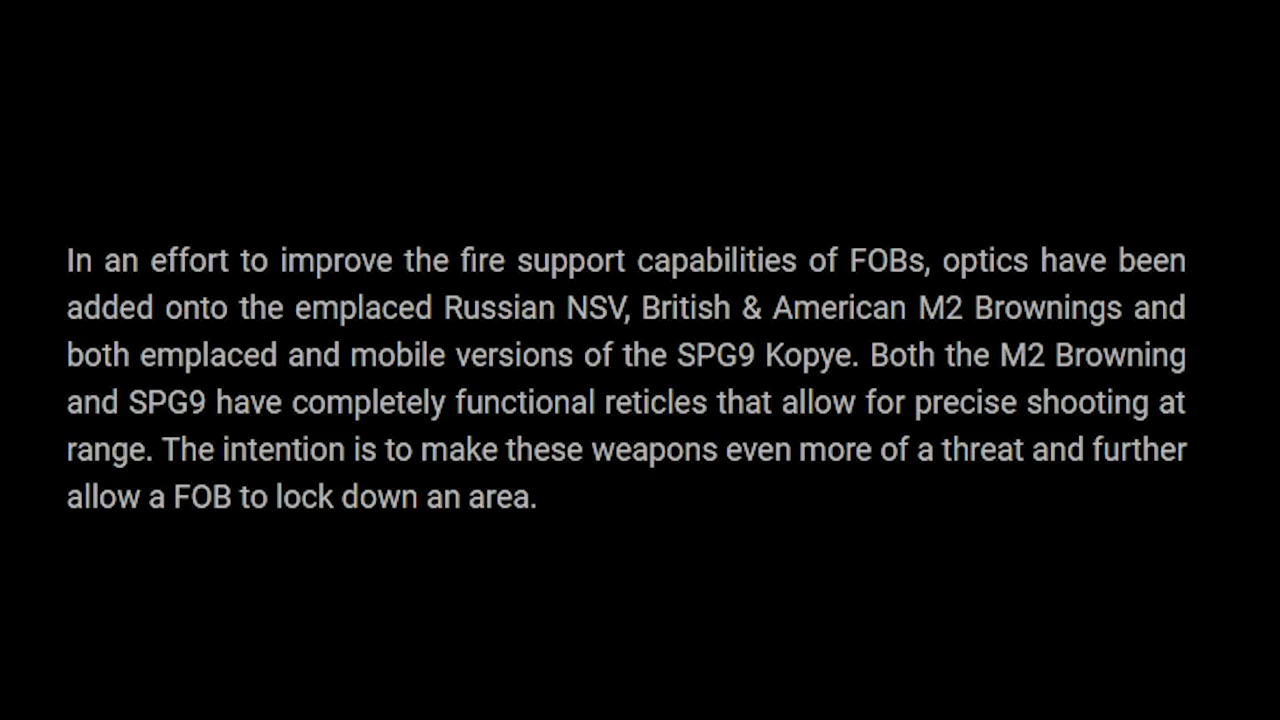 In an effort to improve the fire support capabilities of FOBs, optics have been
added onto the emplaced Russian NSV, British & American M2 Brownings and
both emplaced and mobile versions of the SPG9 Kopye. Both the M2 Browning
and SPG9 have completely functional reticles that allow for precise shooting at
range. The intention is to make these weapons even more of a threat and further
allow a FOB to lock down an area.